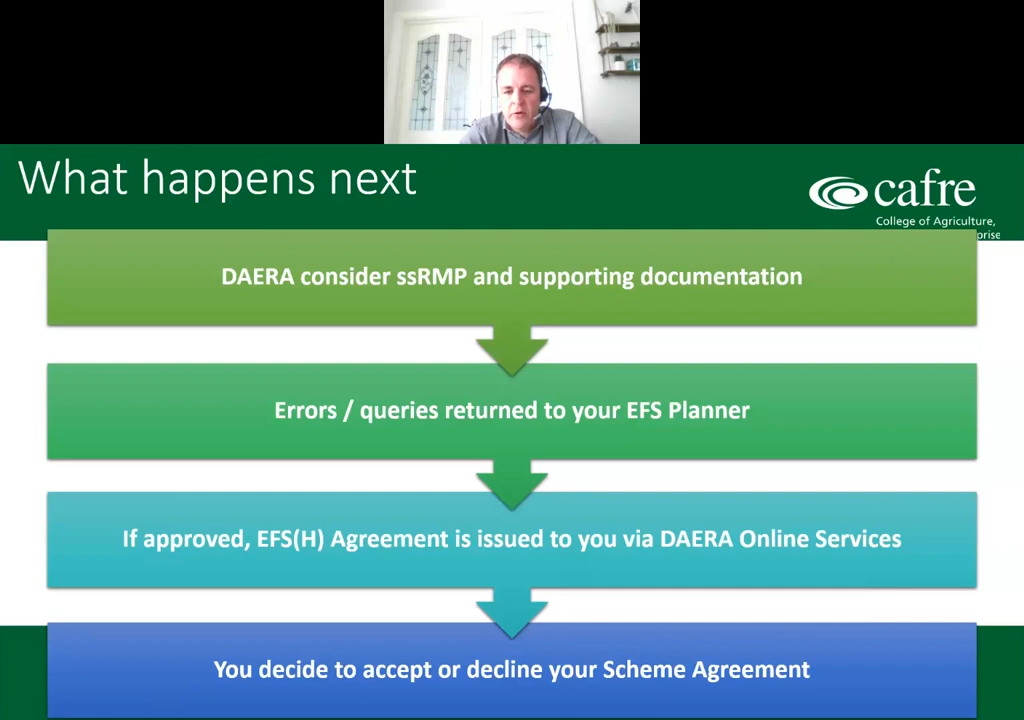 What happens next
cafre
College of Agriculture,
prise
DAERA consider ssRMP and supporting documentation
Errors / queries returned to your EFS Planner
If approved, EFS(H) Agreement is issued to you via DAERA Online Services
You decide to accept or decline your Scheme Agreement